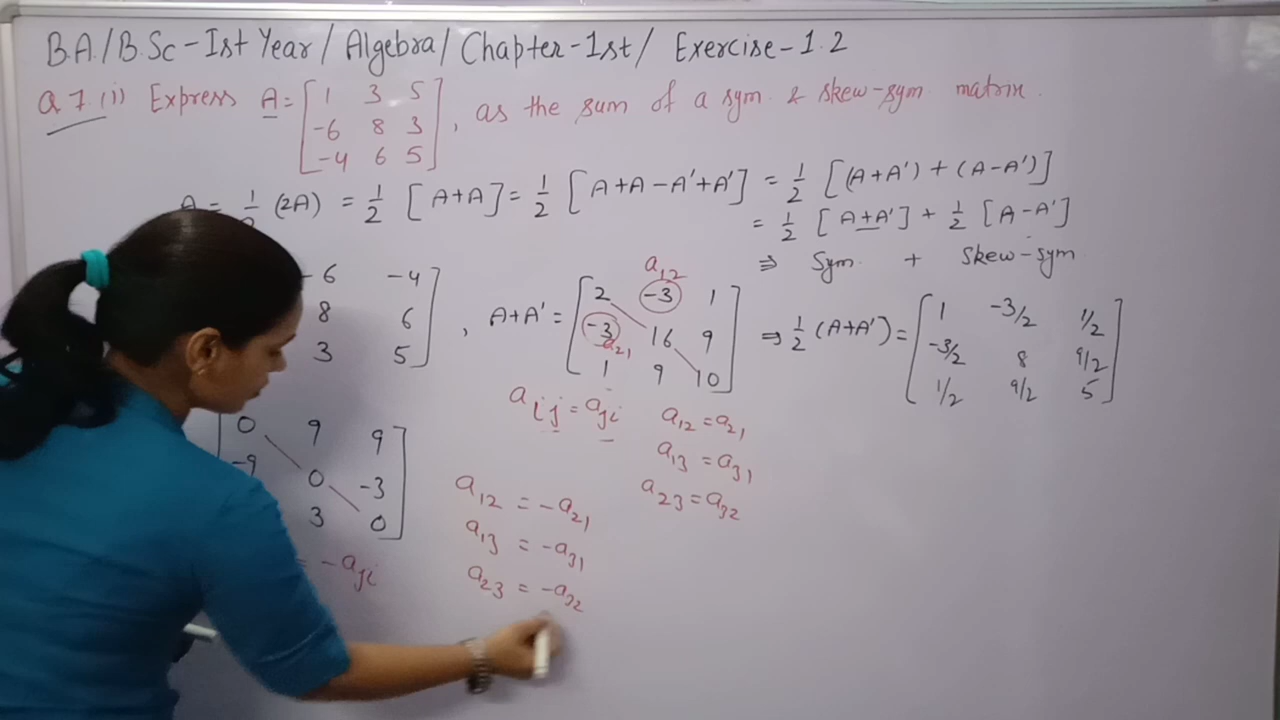 B.A./B.Sc-Ist Year/Algebra/Chapter-1st/ Exercise-1.2
Q 7.(i) Express A = [1 3 5
-6 8 3
-4 6 5], as the sum of a sym. & skew-sym matrix.
A = 1/2 (2A) = 1/2 [A+A] = 1/2 [A+A-A'+A'] = 1/2 [(A+A')+(A-A')]
= 1/2 [A+A'] + 1/2 [A-A']
⇒ Sym. + Skew-sym
-6 -4
8 6
3 5]
, A+A' = [2 -3 1
-3 16 9
1 9 10]
a12
a21
⇒ 1/2 (A+A') = [1 -3/2 1/2
-3/2 8 9/2
1/2 9/2 5]
aij = aji
a12 = a21
a13 = a31
a23 = a32
[0 9 9
-9 0 -3
3 0]
= -aji
a12 = -a21
a13 = -a31
a23 = -a32